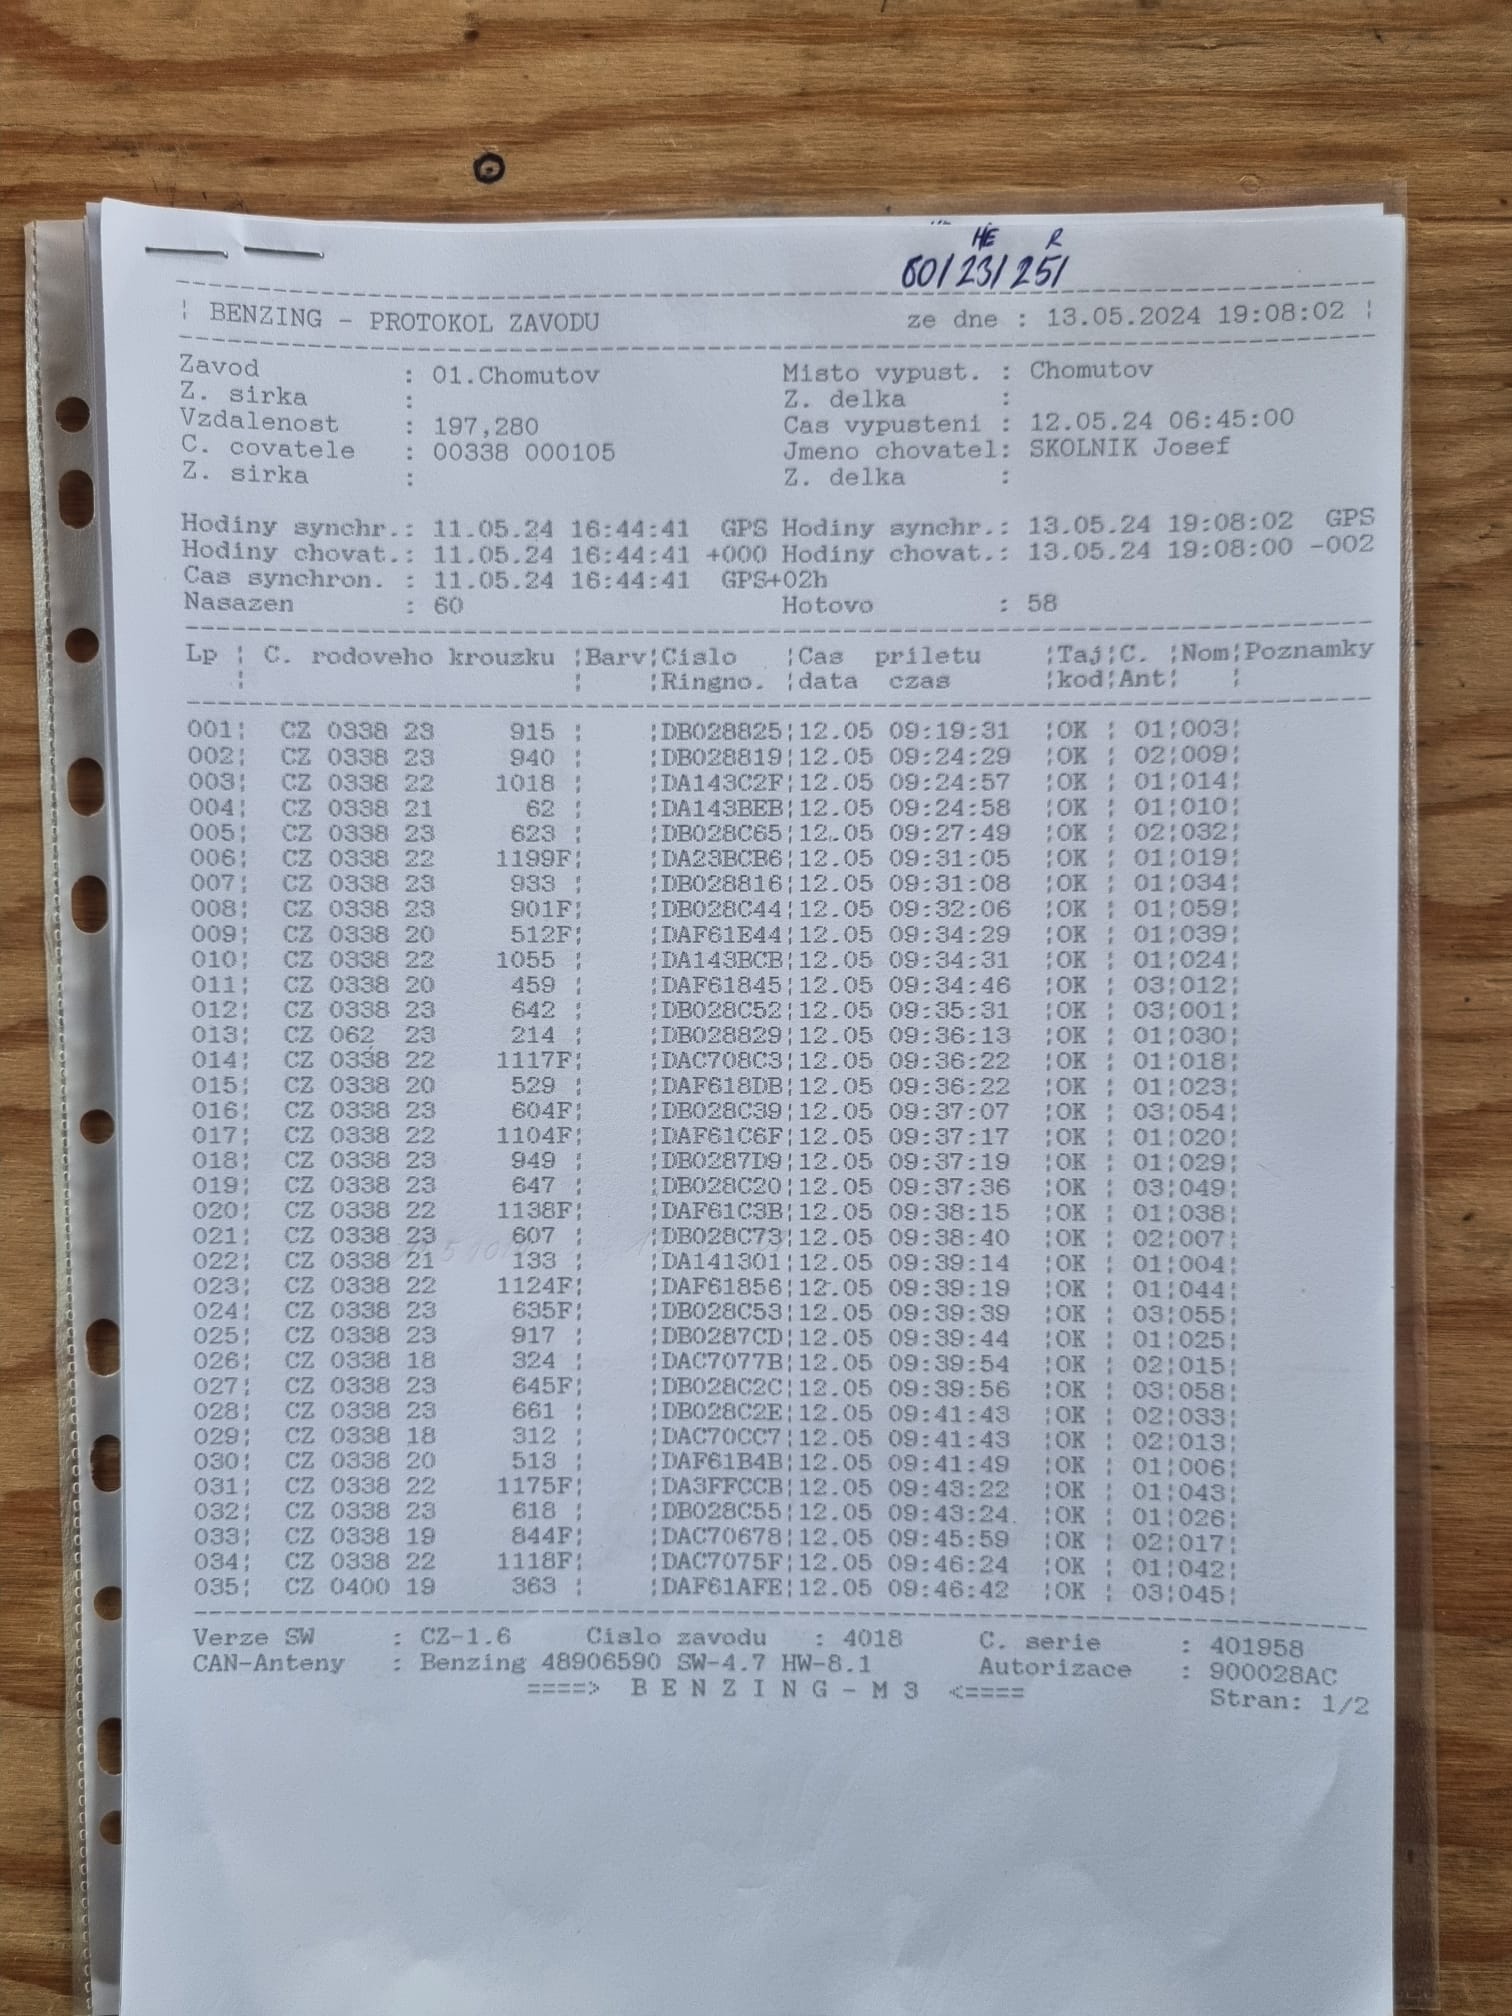 HE R
60/23/25/
BENZING - PROTOKOL ZAVODU ze dne : 13.05.2024 19:08:02
Zavod : 01.Chomutov Misto vypust. : Chomutov
Z. sirka : Z. delka :
Vzdalenost : 197,280 Cas vypusteni : 12.05.24 06:45:00
C. covatele : 00338 000105 Jmeno chovatel: SKOLNIK Josef
Z. sirka : Z. delka :
Hodiny synchr.: 11.05.24 16:44:41 GPS Hodiny synchr.: 13.05.24 19:08:02 GPS
Hodiny chovat.: 11.05.24 16:44:41 +000 Hodiny chovat.: 13.05.24 19:08:00 -002
Cas synchron. : 11.05.24 16:44:41 GPS+02h
Nasazen : 60 Hotovo : 58
Lp ¦ C. rodoveho krouzku ¦Barv¦Cislo ¦Cas priletu ¦Taj¦C. ¦Nom¦Poznamky
¦ ¦ ¦Ringno. ¦data czas ¦kod¦Ant¦ ¦
001¦ CZ 0338 23 915 ¦ ¦DB028825¦12.05 09:19:31 ¦OK ¦ 01¦003¦
002¦ CZ 0338 23 940 ¦ ¦DB028819¦12.05 09:24:29 ¦OK ¦ 02¦009¦
003¦ CZ 0338 22 1018 ¦ ¦DA143C2F¦12.05 09:24:57 ¦OK ¦ 01¦014¦
004¦ CZ 0338 21 62 ¦ ¦DA143BEB¦12.05 09:24:58 ¦OK ¦ 01¦010¦
005¦ CZ 0338 23 623 ¦ ¦DB028C65¦12.05 09:27:49 ¦OK ¦ 02¦032¦
006¦ CZ 0338 22 1199F¦ ¦DA23BCB6¦12.05 09:31:05 ¦OK ¦ 01¦019¦
007¦ CZ 0338 23 933 ¦ ¦DB028816¦12.05 09:31:08 ¦OK ¦ 01¦034¦
008¦ CZ 0338 23 901F¦ ¦DB028C44¦12.05 09:32:06 ¦OK ¦ 01¦059¦
009¦ CZ 0338 20 512F¦ ¦DAF61E44¦12.05 09:34:29 ¦OK ¦ 01¦039¦
010¦ CZ 0338 22 1055 ¦ ¦DA143BCB¦12.05 09:34:31 ¦OK ¦ 01¦024¦
011¦ CZ 0338 20 459 ¦ ¦DAF61845¦12.05 09:34:46 ¦OK ¦ 03¦012¦
012¦ CZ 0338 23 642 ¦ ¦DB028C52¦12.05 09:35:31 ¦OK ¦ 03¦001¦
013¦ CZ 062 23 214 ¦ ¦DB028829¦12.05 09:36:13 ¦OK ¦ 01¦030¦
014¦ CZ 0338 22 1117F¦ ¦DAC708C3¦12.05 09:36:22 ¦OK ¦ 01¦018¦
015¦ CZ 0338 20 529 ¦ ¦DAF618DB¦12.05 09:36:22 ¦OK ¦ 01¦023¦
016¦ CZ 0338 23 604F¦ ¦DB028C39¦12.05 09:37:07 ¦OK ¦ 03¦054¦
017¦ CZ 0338 22 1104F¦ ¦DAF61C6F¦12.05 09:37:17 ¦OK ¦ 01¦020¦
018¦ CZ 0338 23 949 ¦ ¦DB0287D9¦12.05 09:37:19 ¦OK ¦ 01¦029¦
019¦ CZ 0338 23 647 ¦ ¦DB028C20¦12.05 09:37:36 ¦OK ¦ 03¦049¦
020¦ CZ 0338 22 1138F¦ ¦DAF61C3B¦12.05 09:38:15 ¦OK ¦ 01¦038¦
021¦ CZ 0338 23 607 ¦ ¦DB028C73¦12.05 09:38:40 ¦OK ¦ 02¦007¦
022¦ CZ 0338 21 133 ¦ ¦DA141301¦12.05 09:39:14 ¦OK ¦ 01¦004¦
023¦ CZ 0338 22 1124F¦ ¦DAF61856¦12.05 09:39:19 ¦OK ¦ 01¦044¦
024¦ CZ 0338 23 635F¦ ¦DB028C53¦12.05 09:39:39 ¦OK ¦ 03¦055¦
025¦ CZ 0338 23 917 ¦ ¦DB0287CD¦12.05 09:39:44 ¦OK ¦ 01¦025¦
026¦ CZ 0338 18 324 ¦ ¦DAC7077B¦12.05 09:39:54 ¦OK ¦ 02¦015¦
027¦ CZ 0338 23 645F¦ ¦DB028C2C¦12.05 09:39:56 ¦OK ¦ 03¦058¦
028¦ CZ 0338 23 661 ¦ ¦DB028C2E¦12.05 09:41:43 ¦OK ¦ 02¦033¦
029¦ CZ 0338 18 312 ¦ ¦DAC70CC7¦12.05 09:41:43 ¦OK ¦ 02¦013¦
030¦ CZ 0338 20 513 ¦ ¦DAF61B4B¦12.05 09:41:49 ¦OK ¦ 01¦006¦
031¦ CZ 0338 22 1175F¦ ¦DA3FFCCB¦12.05 09:43:22 ¦OK ¦ 01¦043¦
032¦ CZ 0338 23 618 ¦ ¦DB028C55¦12.05 09:43:24 ¦OK ¦ 01¦026¦
033¦ CZ 0338 19 844F¦ ¦DAC70678¦12.05 09:45:59 ¦OK ¦ 02¦017¦
034¦ CZ 0338 22 1118F¦ ¦DAC7075F¦12.05 09:46:24 ¦OK ¦ 01¦042¦
035¦ CZ 0400 19 363 ¦ ¦DAF61AFE¦12.05 09:46:42 ¦OK ¦ 03¦045¦
Verze SW : CZ-1.6 Cislo zavodu : 4018 C. serie : 401958
CAN-Anteny : Benzing 48906590 SW-4.7 HW-8.1 Autorizace : 900028AC
====> B E N Z I N G - M 3 <==== Stran: 1/2